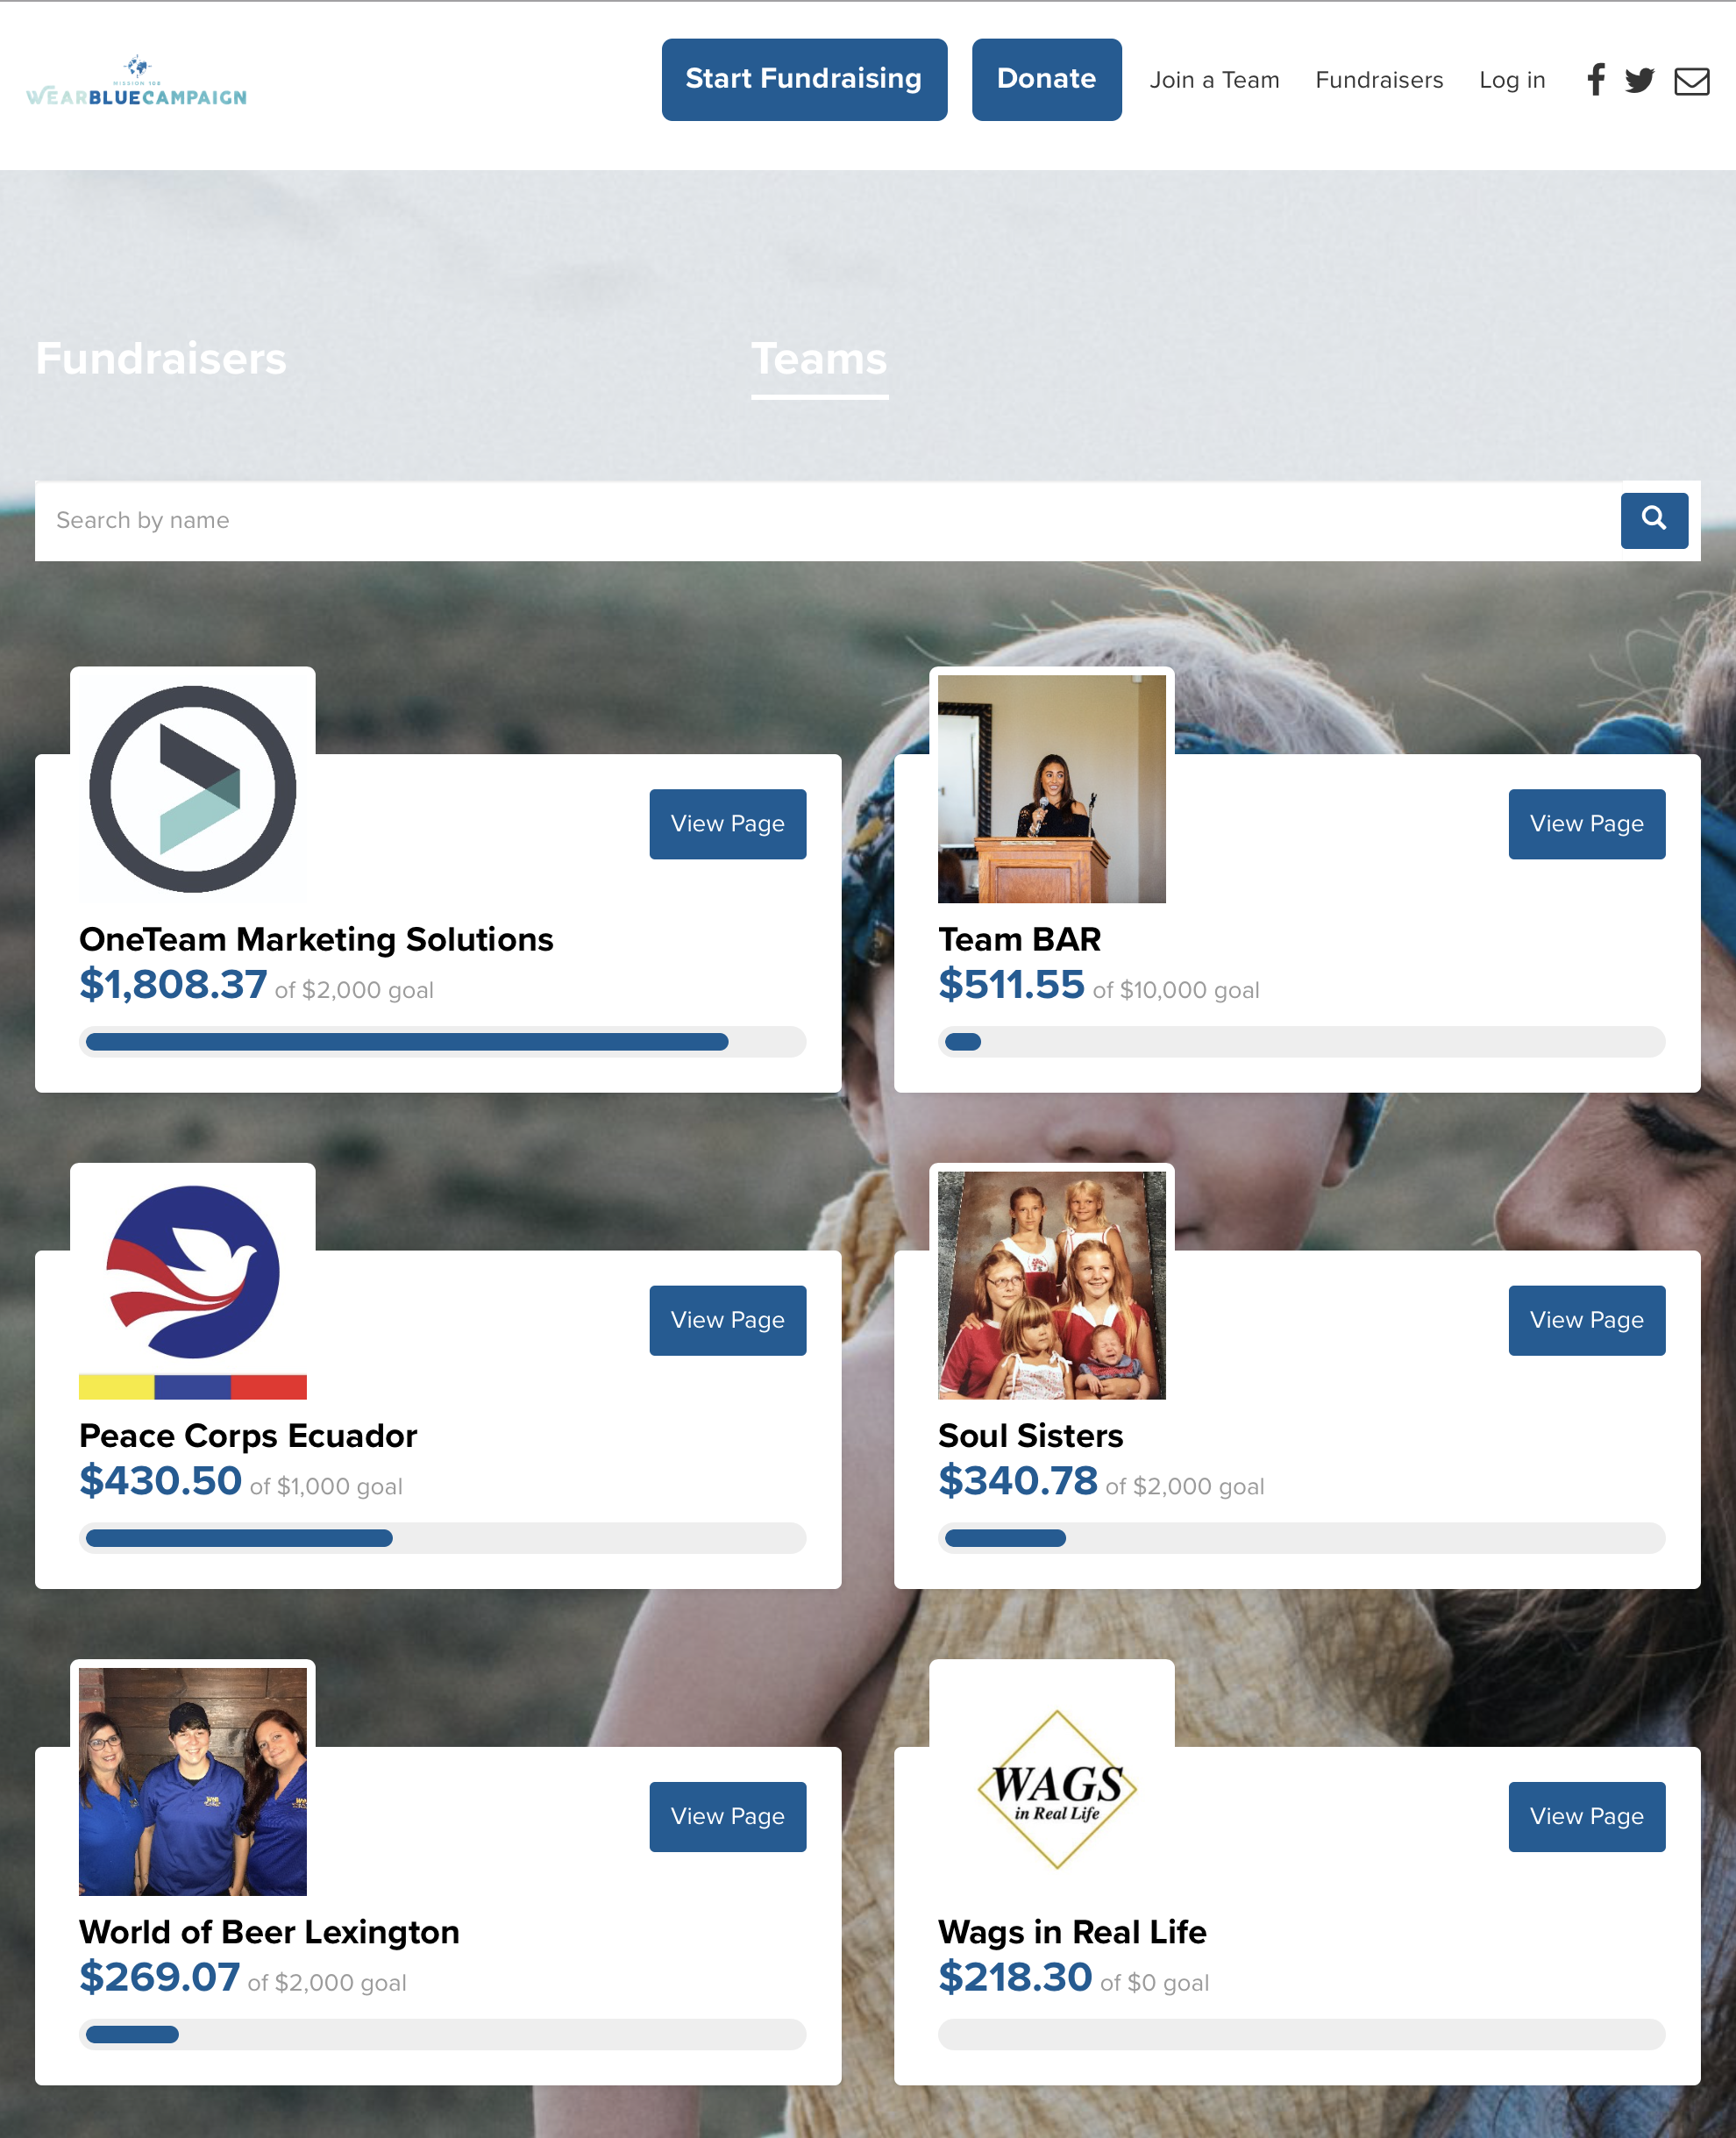 MISSION 108
WEARBLUECAMPAIGN
Start Fundraising
Donate
Join a Team
Fundraisers
Log in
Fundraisers
Teams
Search by name
View Page
OneTeam Marketing Solutions
$1,808.37 of $2,000 goal
View Page
Team BAR
$511.55 of $10,000 goal
View Page
Peace Corps Ecuador
$430.50 of $1,000 goal
View Page
Soul Sisters
$340.78 of $2,000 goal
View Page
World of Beer Lexington
$269.07 of $2,000 goal
WAGS
in Real Life
View Page
Wags in Real Life
$218.30 of $0 goal